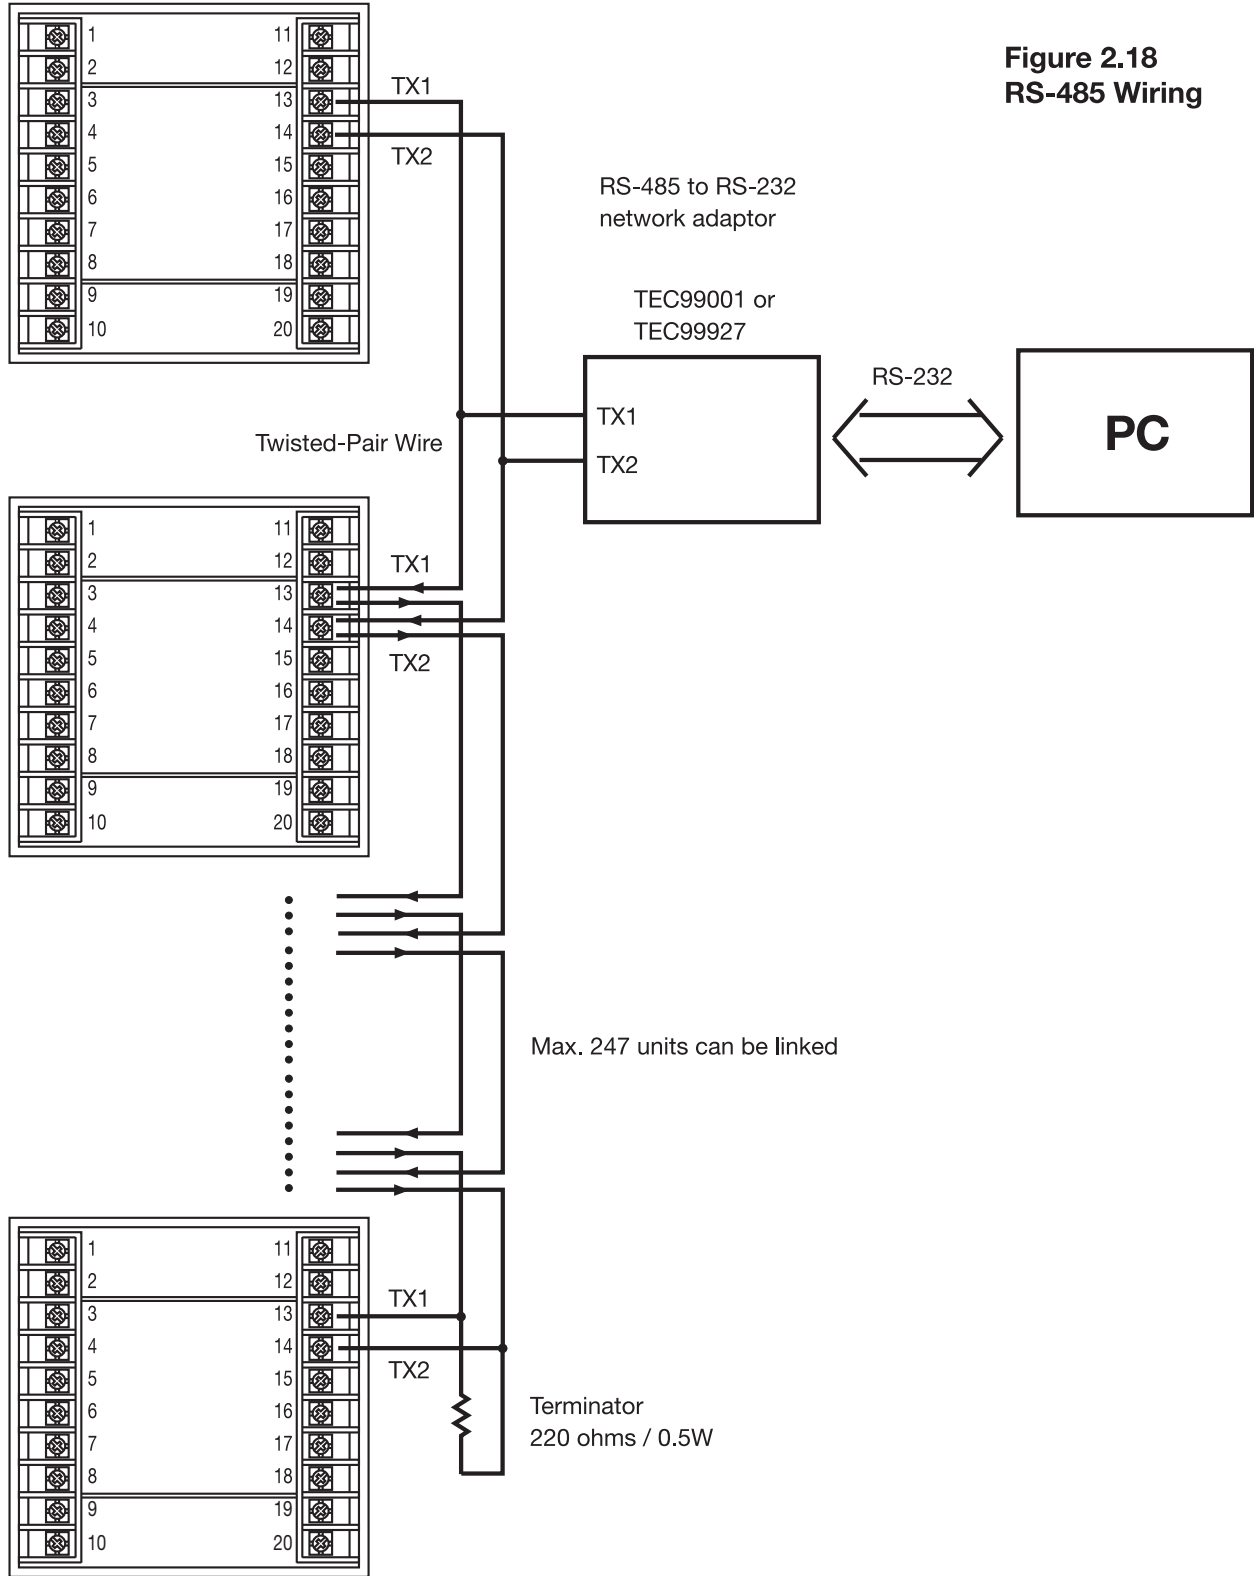 Figure 2.18
RS-485 Wiring
1 11
2 12
3 13
4 14
5 15
6 16
7 17
8 18
9 19
10 20
TX1
TX2
RS-485 to RS-232
network adaptor
TEC99001 or
TEC99927
TX1
TX2
RS-232
PC
Twisted-Pair Wire
1 11
2 12
3 13
4 14
5 15
6 16
7 17
8 18
9 19
10 20
TX1
TX2
Max. 247 units can be linked
1 11
2 12
3 13
4 14
5 15
6 16
7 17
8 18
9 19
10 20
TX1
TX2
Terminator
220 ohms / 0.5W